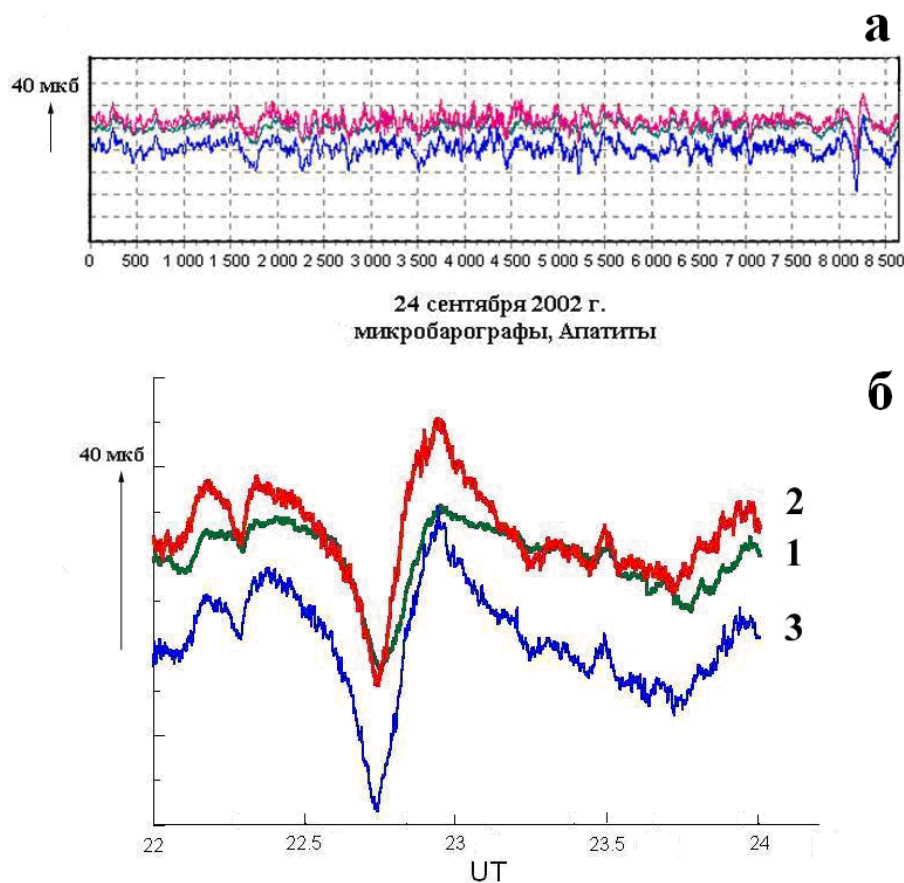 а
40 мкб
0 500 1 000 1 500 2 000 2 500 3 000 3 500 4 000 4 500 5 000 5 500 6 000 6 500 7 000 7 500 8 000 8 500
24 сентября 2002 г.
микробарографы, Апатиты
б
40 мкб
2
1
3
22 22.5 23 23.5 24
UT